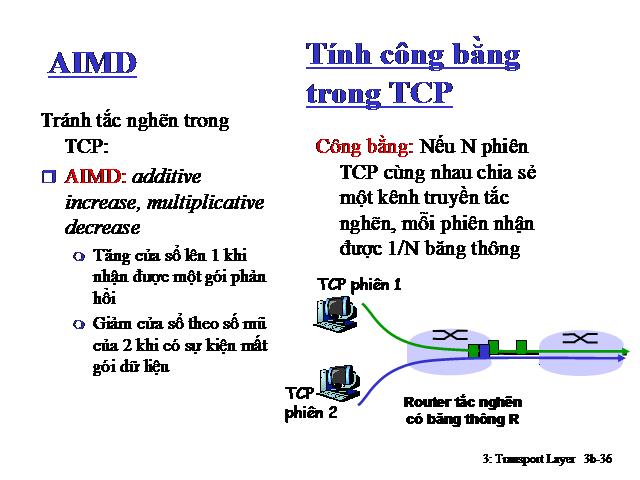 AIMD
Tránh tắc nghẽn trong
TCP:
AIMD: additive
increase, multiplicative
decrease
Tăng cửa sổ lên 1 khi
nhận được một gói phản
hồi
Giảm cửa sổ theo số mũ
của 2 khi có sự kiện mất
gói dữ liệu
Tính công bằng
trong TCP
Công bằng: Nếu N phiên
TCP cùng nhau chia sẻ
một kênh truyền tắc
nghẽn, mỗi phiên nhận
được 1/N băng thông
TCP phiên 1
TCP
phiên 2
Router tắc nghẽn
có băng thông R
3: Transport Layer 3b-36